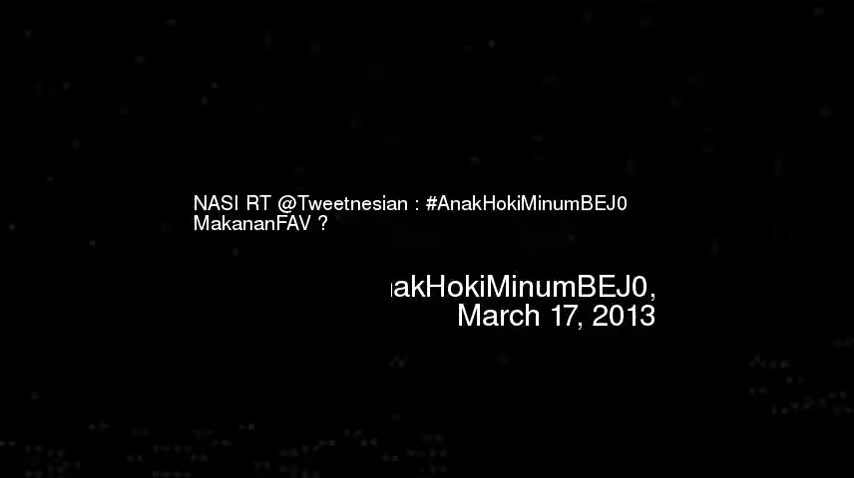 NASI RT @Tweetnesian : #AnakHokiMinumBEJ0
MakananFAV ?
akHokiMinumBEJ0,
March 17, 2013